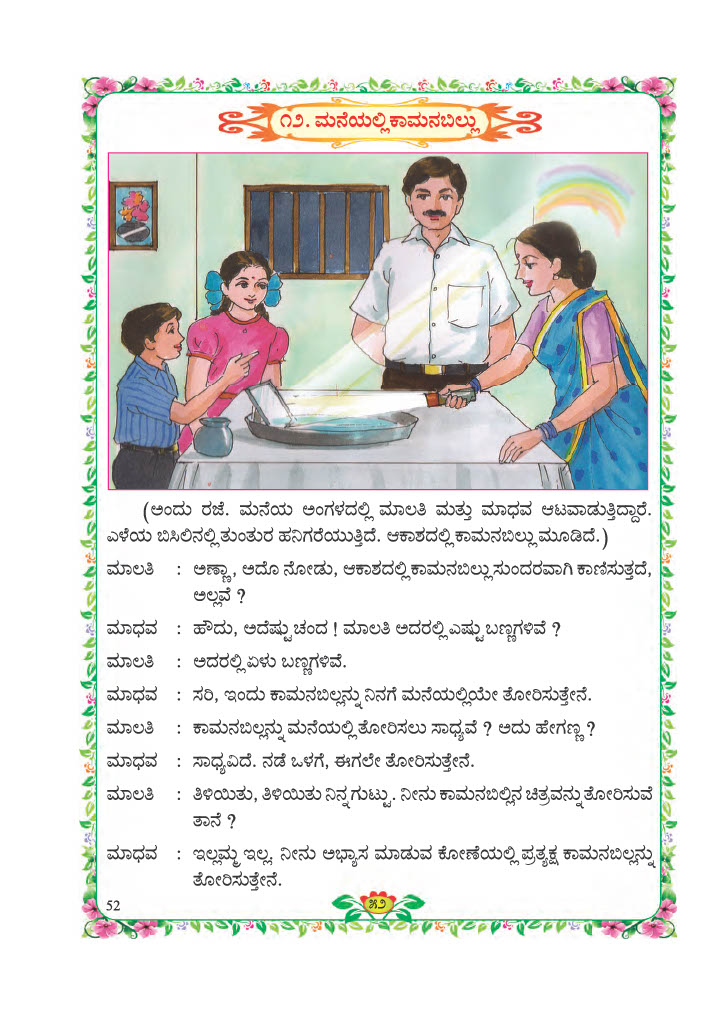 ೧೨. ಮನೆಯಲ್ಲಿ ಕಾಮನಬಿಲ್ಲು
(ಅಂದು ರಜೆ. ಮನೆಯ ಅಂಗಳದಲ್ಲಿ ಮಾಲತಿ ಮತ್ತು ಮಾಧವ ಆಟವಾಡುತ್ತಿದ್ದಾರೆ.
ಎಳೆಯ ಬಿಸಿಲಿನಲ್ಲಿ ತುಂತುರ ಹನಿಗರೆಯುತ್ತಿದೆ. ಆಕಾಶದಲ್ಲಿ ಕಾಮನಬಿಲ್ಲು ಮೂಡಿದೆ.)
ಮಾಲತಿ : ಅಣ್ಣಾ, ಅದೊ ನೋಡು, ಆಕಾಶದಲ್ಲಿ ಕಾಮನಬಿಲ್ಲು ಸುಂದರವಾಗಿ ಕಾಣಿಸುತ್ತದೆ,
ಅಲ್ಲವೆ ?
ಮಾಧವ : ಹೌದು, ಅದೆಷ್ಟು ಚಂದ ! ಮಾಲತಿ ಅದರಲ್ಲಿ ಎಷ್ಟು ಬಣ್ಣಗಳಿವೆ ?
ಮಾಲತಿ : ಅದರಲ್ಲಿ ಏಳು ಬಣ್ಣಗಳಿವೆ.
ಮಾಧವ : ಸರಿ, ಇಂದು ಕಾಮನಬಿಲ್ಲನ್ನು ನಿನಗೆ ಮನೆಯಲ್ಲಿಯೇ ತೋರಿಸುತ್ತೇನೆ.
ಮಾಲತಿ : ಕಾಮನಬಿಲ್ಲನ್ನು ಮನೆಯಲ್ಲಿ ತೋರಿಸಲು ಸಾಧ್ಯವೆ ? ಅದು ಹೇಗಣ್ಣ ?
ಮಾಧವ : ಸಾಧ್ಯವಿದೆ. ನಡೆ ಒಳಗೆ, ಈಗಲೇ ತೋರಿಸುತ್ತೇನೆ.
ಮಾಲತಿ : ತಿಳಿಯಿತು, ತಿಳಿಯಿತು ನಿನ್ನ ಗುಟ್ಟು. ನೀನು ಕಾಮನಬಿಲ್ಲಿನ ಚಿತ್ರವನ್ನು ತೋರಿಸುವೆ
ತಾನೆ ?
ಮಾಧವ : ಇಲ್ಲಮ್ಮ ಇಲ್ಲ. ನೀನು ಅಭ್ಯಾಸ ಮಾಡುವ ಕೋಣೆಯಲ್ಲಿ ಪ್ರತ್ಯಕ್ಷ ಕಾಮನಬಿಲ್ಲನ್ನು
ತೋರಿಸುತ್ತೇನೆ.
52
೫೨